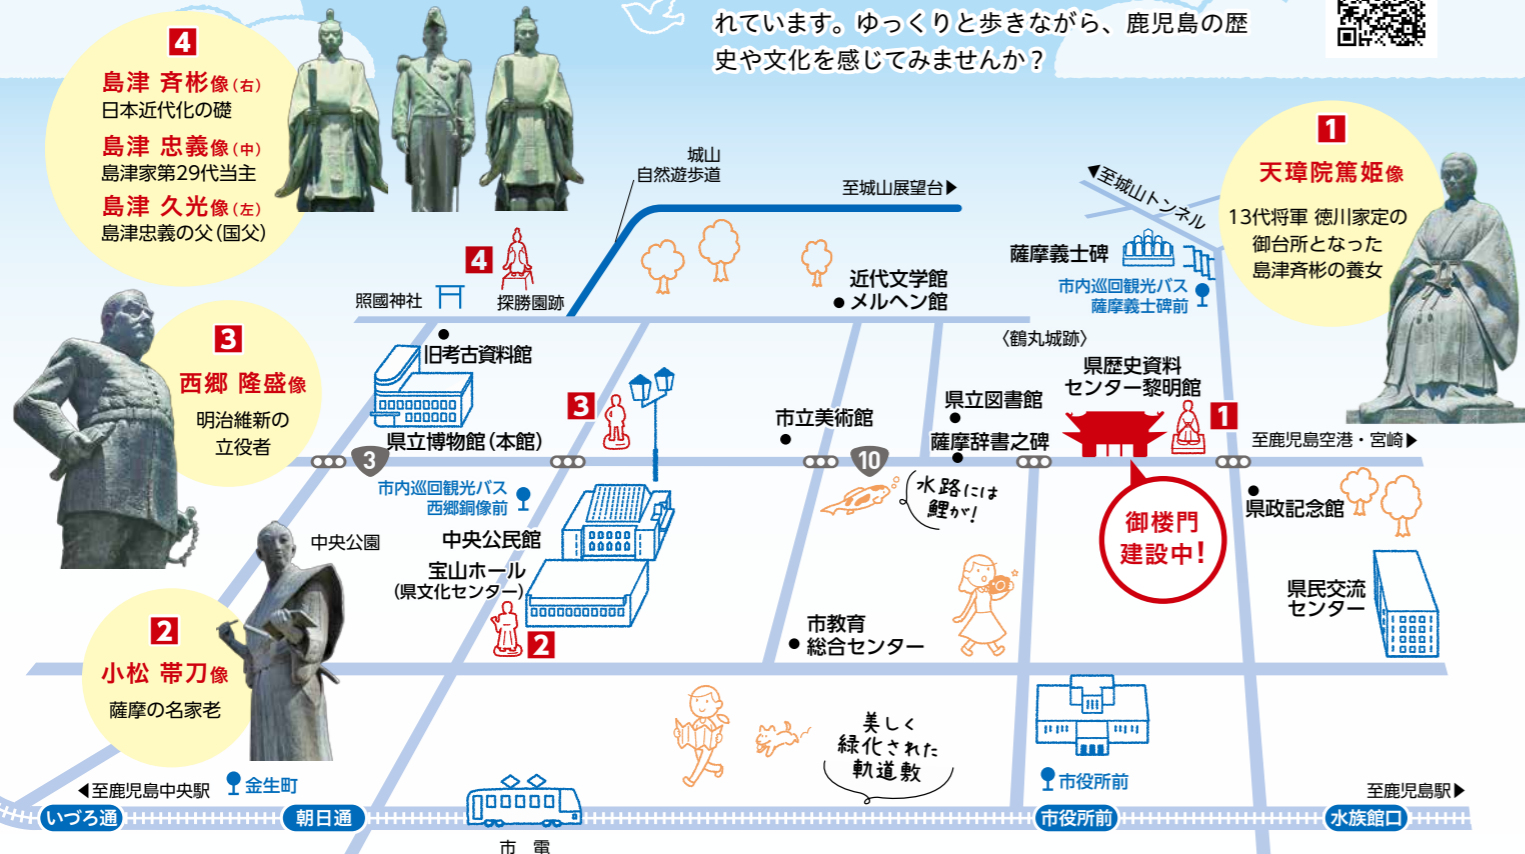 れています。ゆっくりと歩きながら、鹿児島の歴
史や文化を感じてみませんか？
4
島津 斉彬像(右)
日本近代化の礎
島津 忠義像(中)
島津家第29代当主
島津 久光像(左)
島津忠義の父(国父)
1
天璋院篤姫像
13代将軍 徳川家定の
御台所となった
島津斉彬の養女
城山
自然遊歩道
至城山展望台▶
◀至城山トンネル
薩摩義士碑
市内巡回観光バス
薩摩義士碑前
4
照國神社
探勝園跡
近代文学館
メルヘン館
〈鶴丸城跡〉
旧考古資料館
県歴史資料
センター黎明館
3
西郷 隆盛像
明治維新の
立役者
3
県立博物館(本館)
市立美術館
県立図書館
薩摩辞書之碑
1
至鹿児島空港・宮崎▶
3
10
市内巡回観光バス
西郷銅像前
水路には
鯉が!
御楼門
建設中!
県政記念館
中央公園
中央公民館
宝山ホール
(県文化センター)
県民交流
センター
2
小松 帯刀像
薩摩の名家老
2
市教育
総合センター
美しく
緑化された
軌道敷
◀至鹿児島中央駅
金生町
市役所前
至鹿児島駅▶
いづろ通
朝日通
市役所前
水族館口
市 電